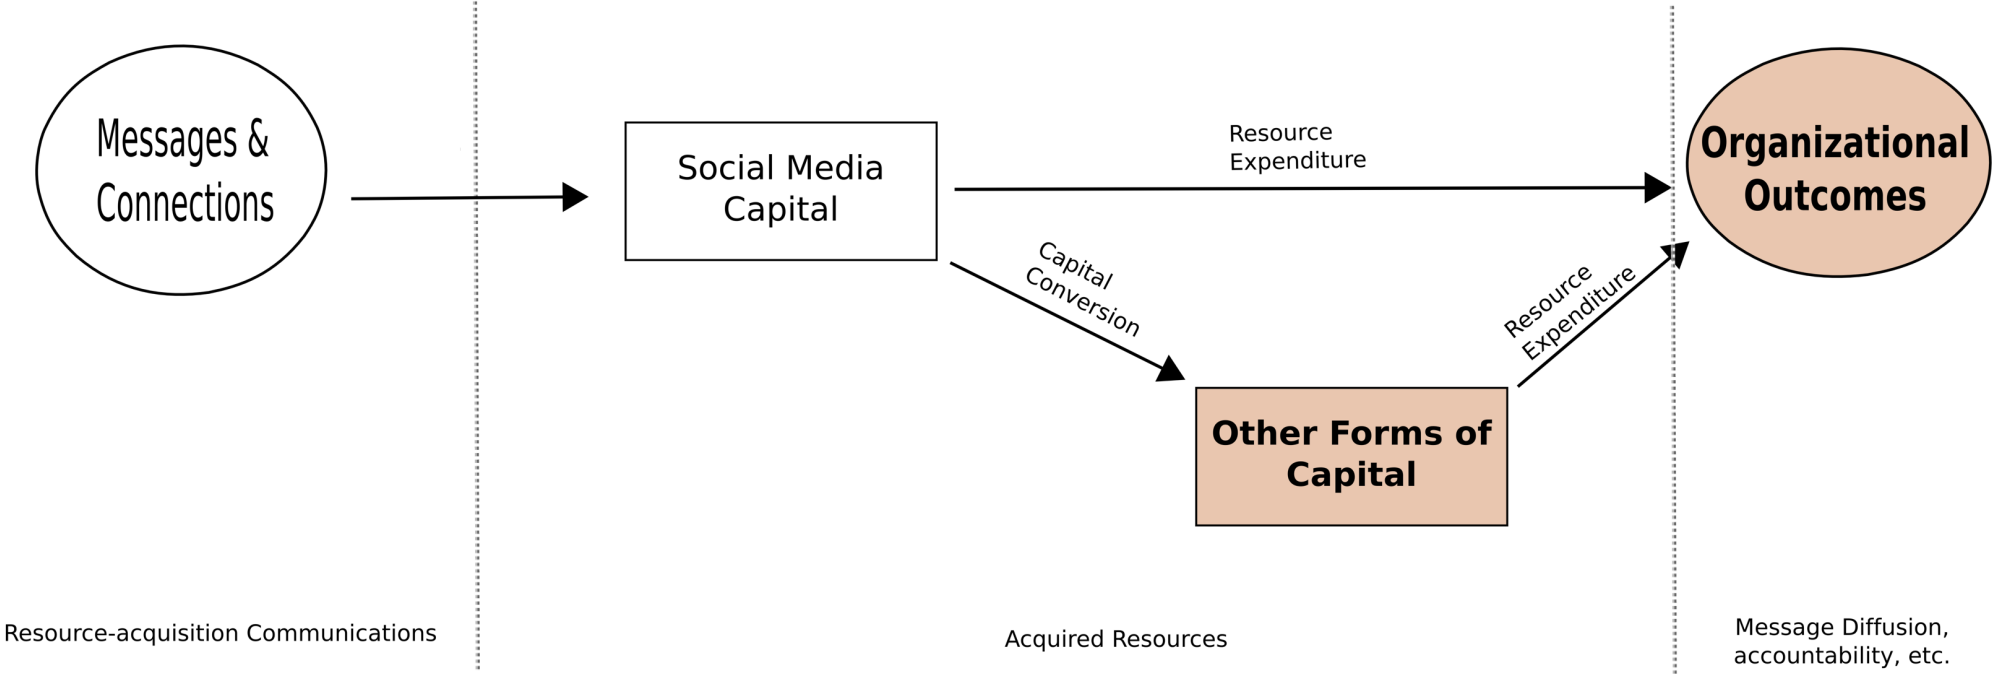 Messages &
Connections
Social Media
Capital
Resource
Expenditure
Capital
Conversion
Other Forms of
Capital
Resource
Expenditure
Organizational
Outcomes
Resource-acquisition Communications
Acquired Resources
Message Diffusion,
accountability, etc.